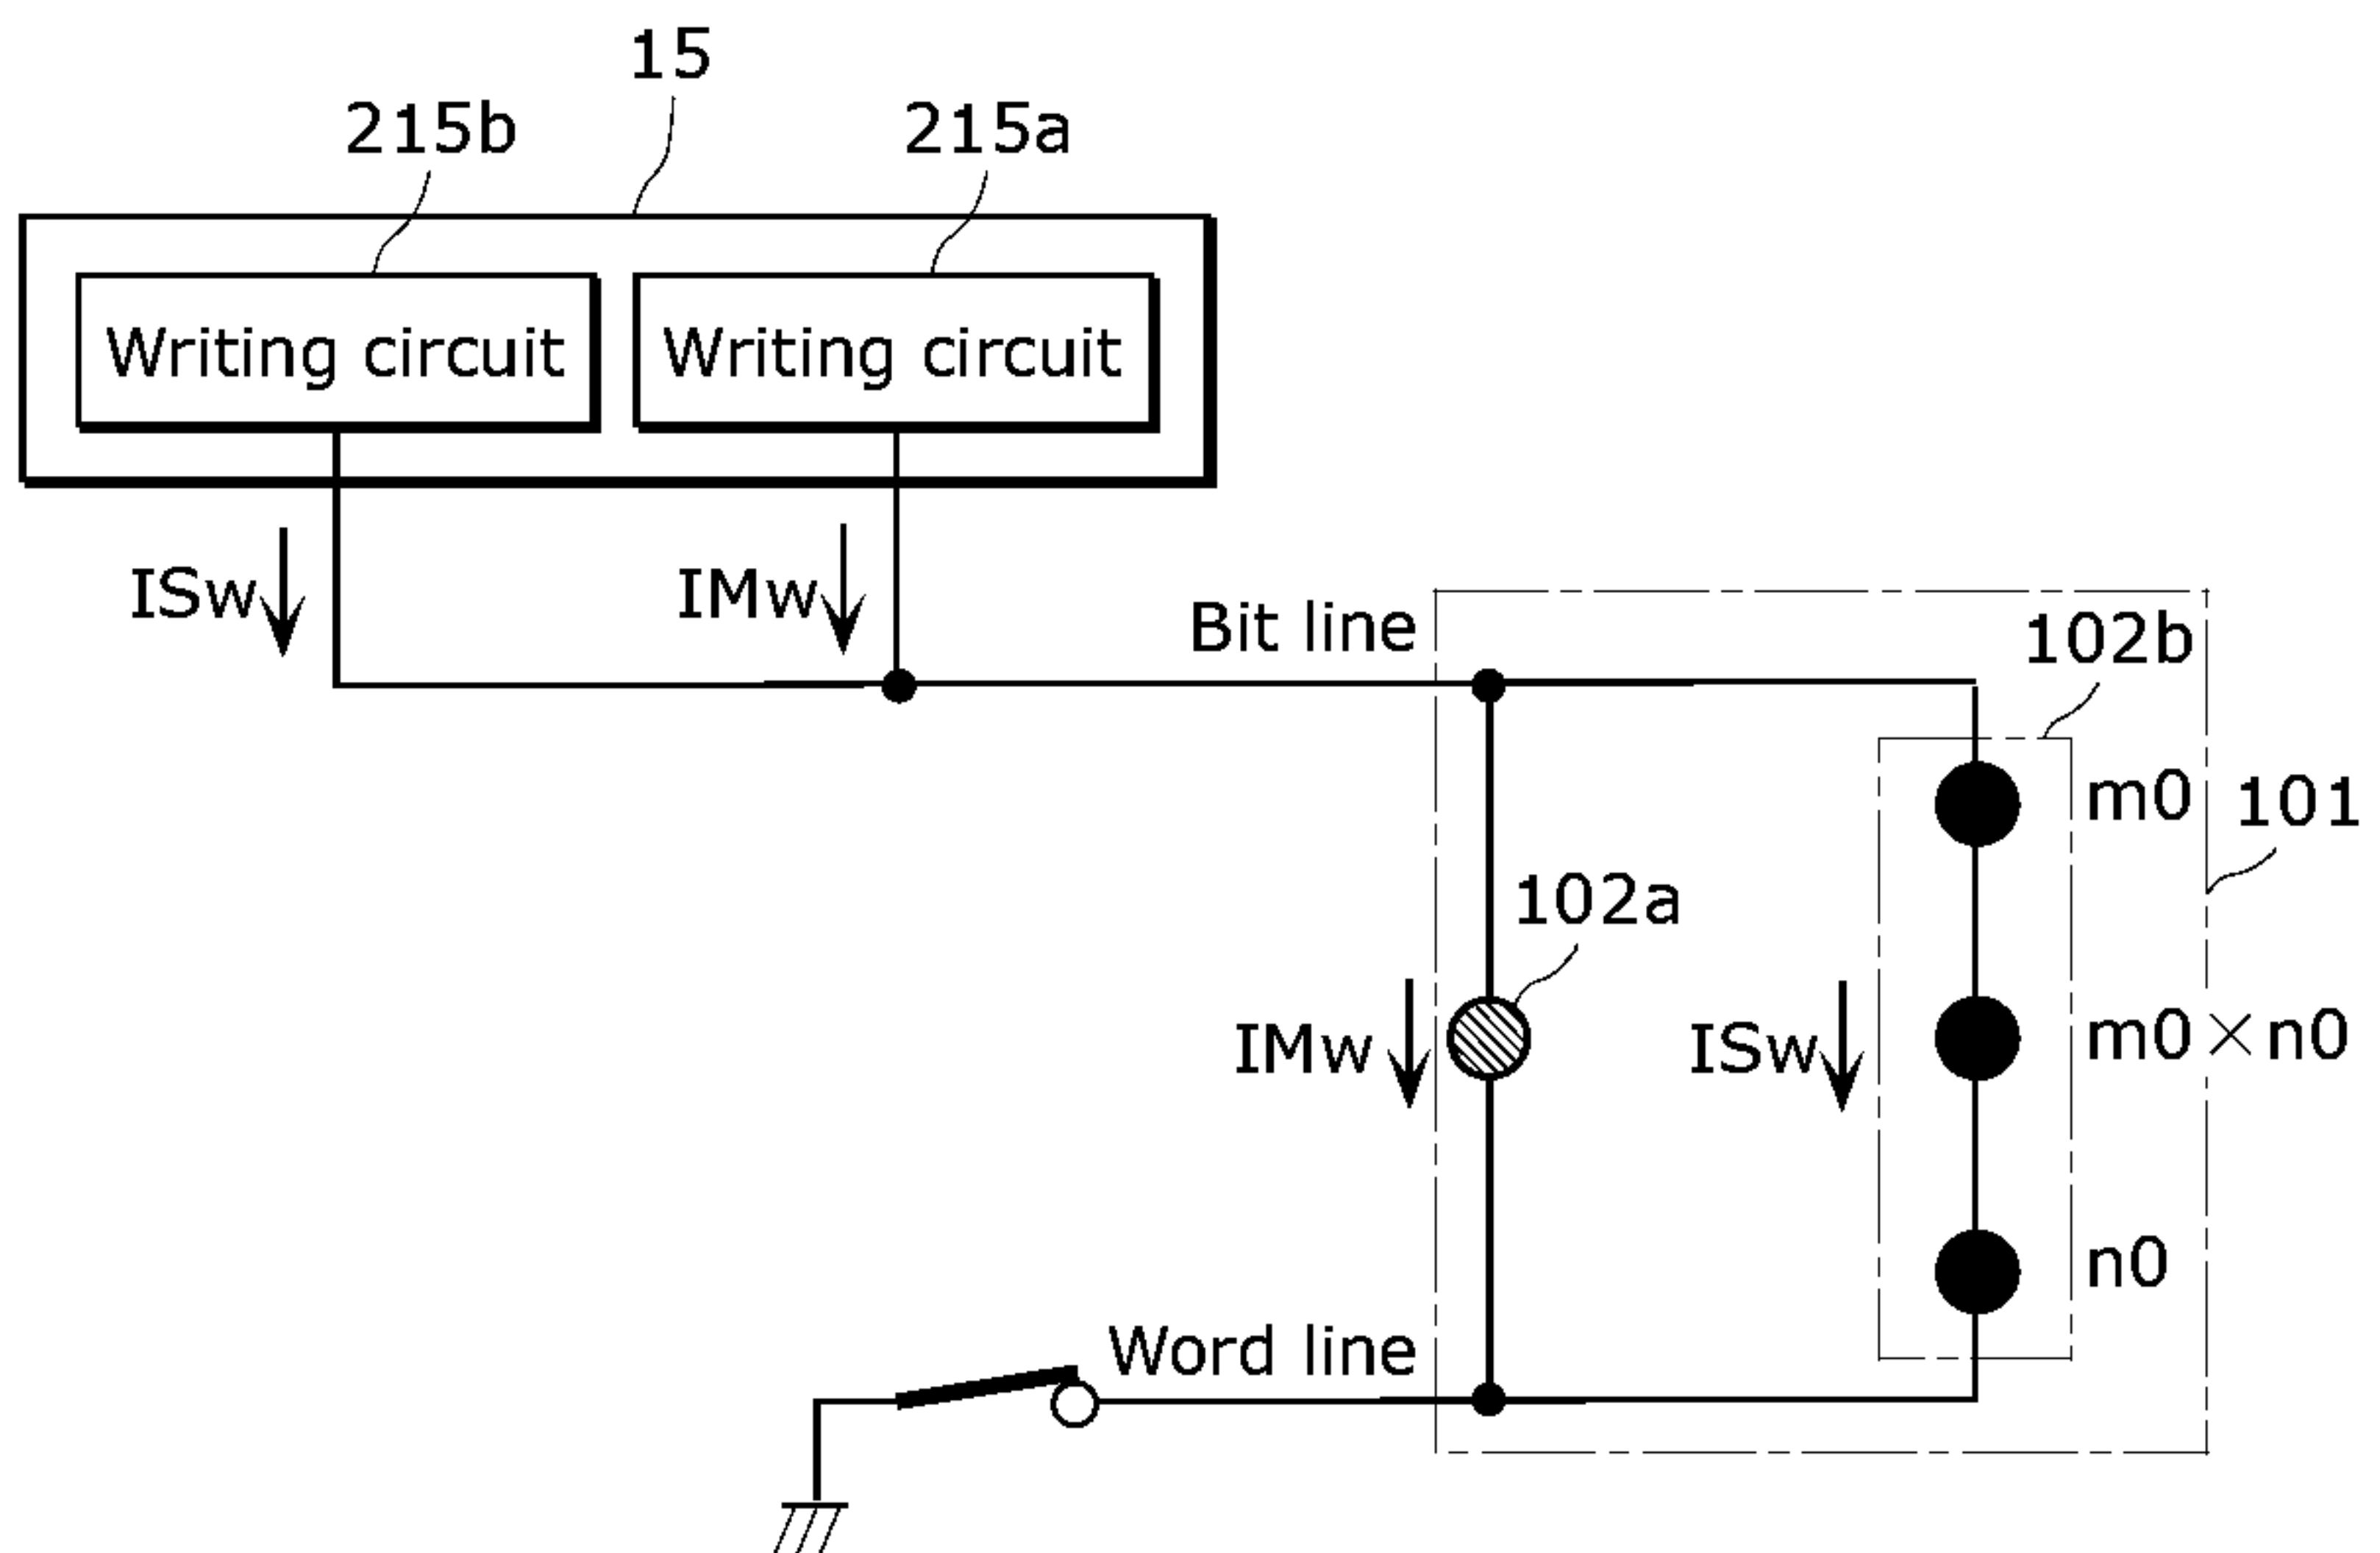 15
215b
215a
Writing circuit
Writing circuit
ISw
IMw
Bit line
102b
m0
101
102a
IMw
ISw
m0×n0
n0
Word line